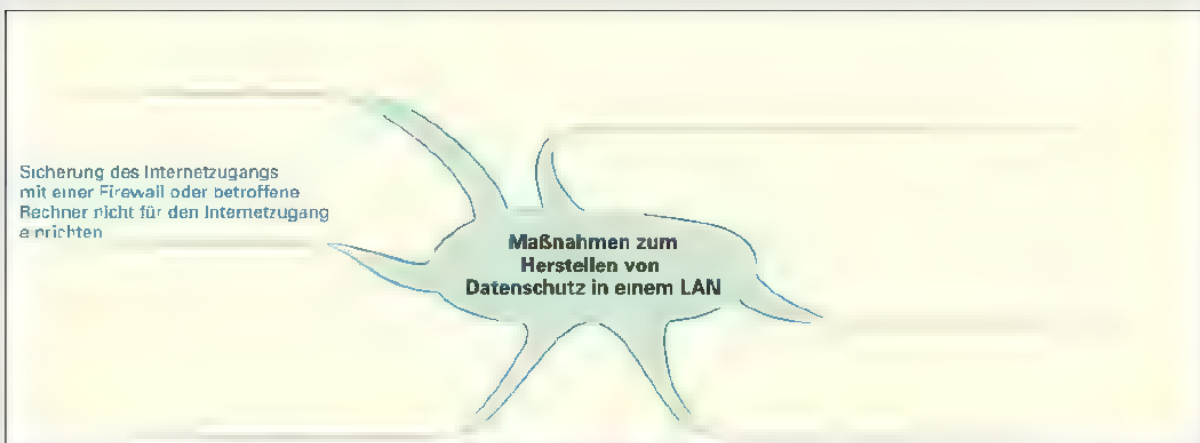 Sicherung des Internetzugangs
mit einer Firewall oder betroffene
Rechner nicht für den Internetzugang
einrichten
Maßnahmen zum
Herstellen von
Datenschutz in einem LAN